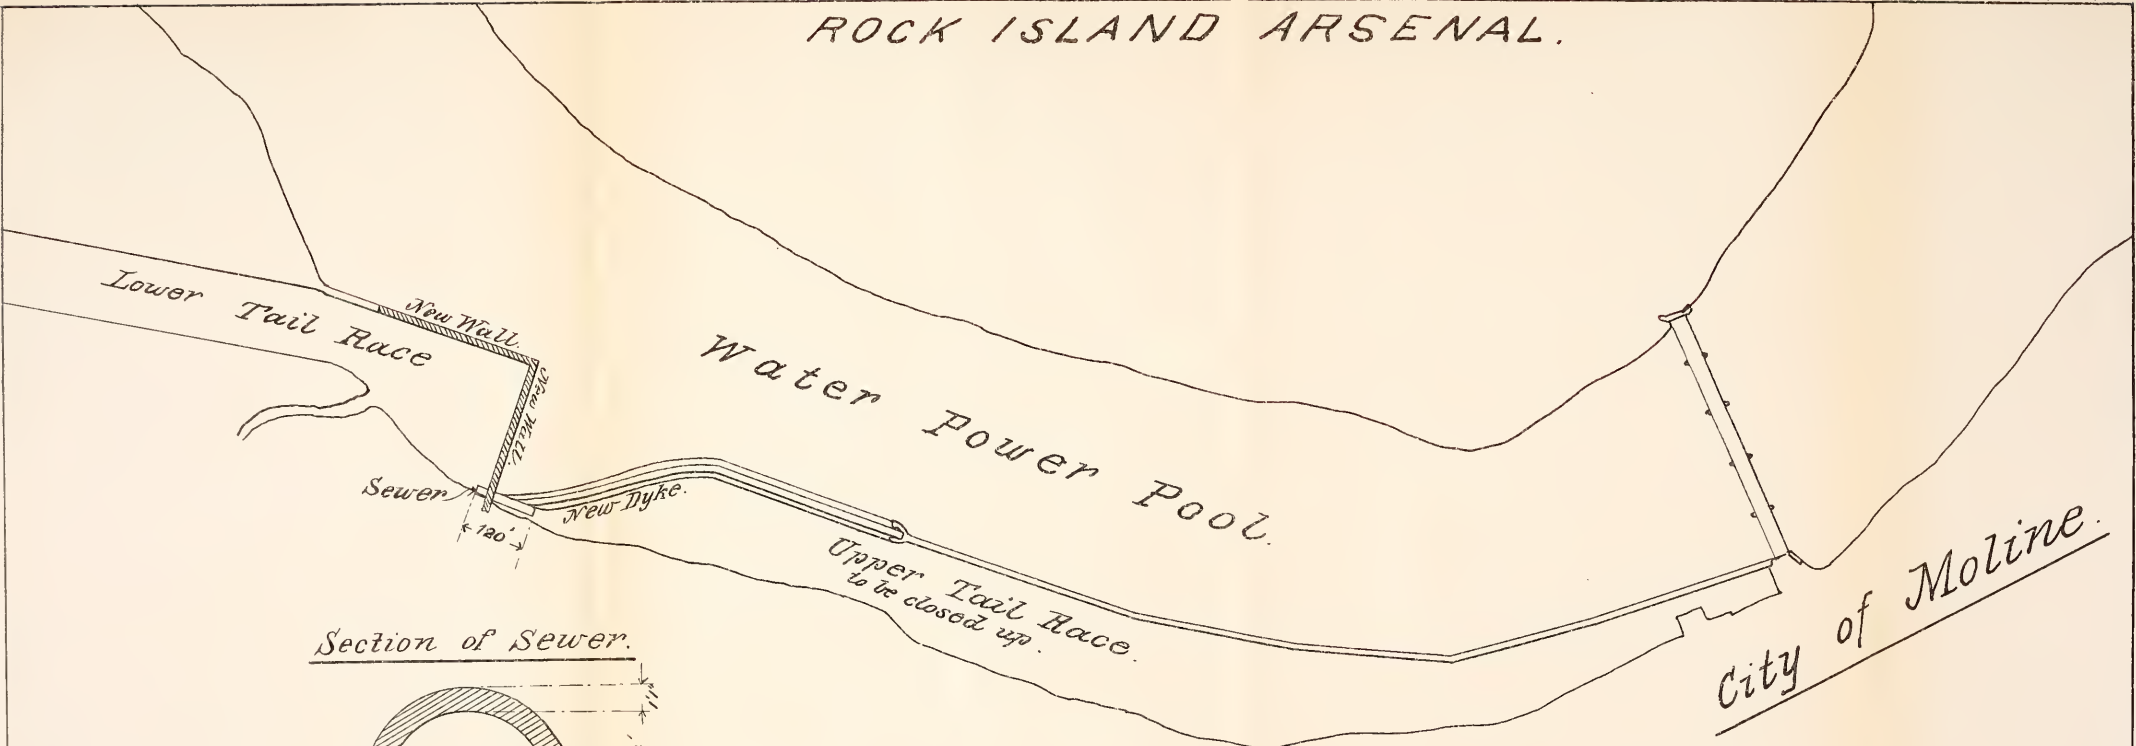 ROCK ISLAND ARSENAL.
Lower Tail Race
New Wall.
New Wall.
Water Power Pool.
Sewer
120'
New Dyke.
Upper Tail Race.
to be closed up.
City of Moline.
Section of Sewer.